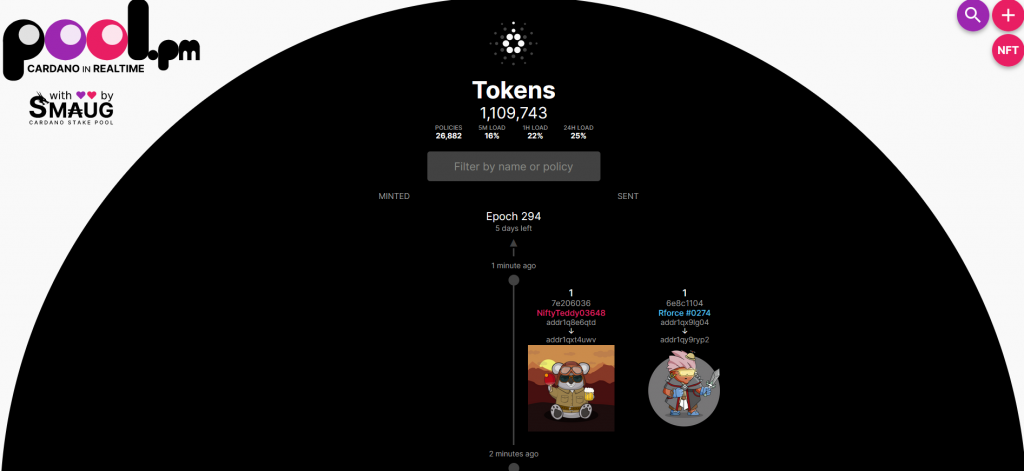 pool.pm
CARDANO IN REALTIME
with by
SMAUG
CARDANO STAKE POOL
NFT
Tokens
1,109,743
POLICIES 5M LOAD 1H LOAD 24H LOAD
26,882 16% 22% 25%
Filter by name or policy
MINTED SENT
Epoch 294
5 days left
1 minute ago
1 1
7e206036 6e8c1104
NiftyTeddy03648 Rforce #0274
addr1q8e6qtd addr1qx9lg04
addr1qxt4uwv addr1qy9ryp2
2 minutes ago